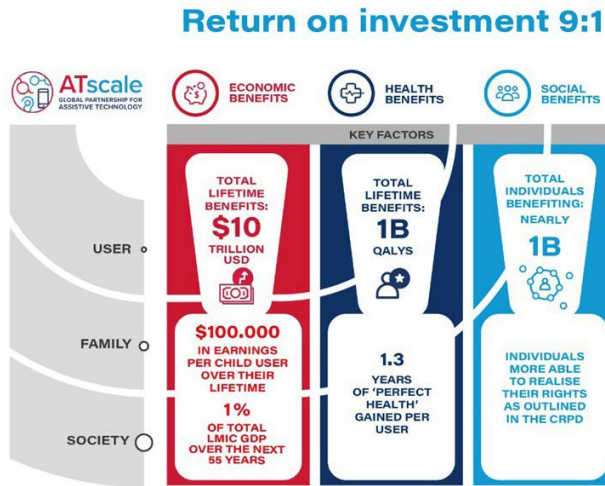 Return on investment 9:1
ATscale
GLOBAL PARTNERSHIP FOR
ASSISTIVE TECHNOLOGY
ECONOMIC
BENEFITS
HEALTH
BENEFITS
SOCIAL
BENEFITS
KEY FACTORS
USER
FAMILY
SOCIETY
TOTAL
LIFETIME
BENEFITS:
$10
TRILLION
USD
$100.000
IN EARNINGS
PER CHILD USER
OVER THEIR
LIFETIME
1%
OF TOTAL
LMIC GDP
OVER THE NEXT
55 YEARS
TOTAL
LIFETIME
BENEFITS:
1B
QALYS
1.3
YEARS
OF ‘PERFECT
HEALTH’
GAINED PER
USER
TOTAL
INDIVIDUALS
BENEFITING:
NEARLY
1B
INDIVIDUALS
MORE ABLE
TO REALISE
THEIR RIGHTS
AS OUTLINED
IN THE CRPD